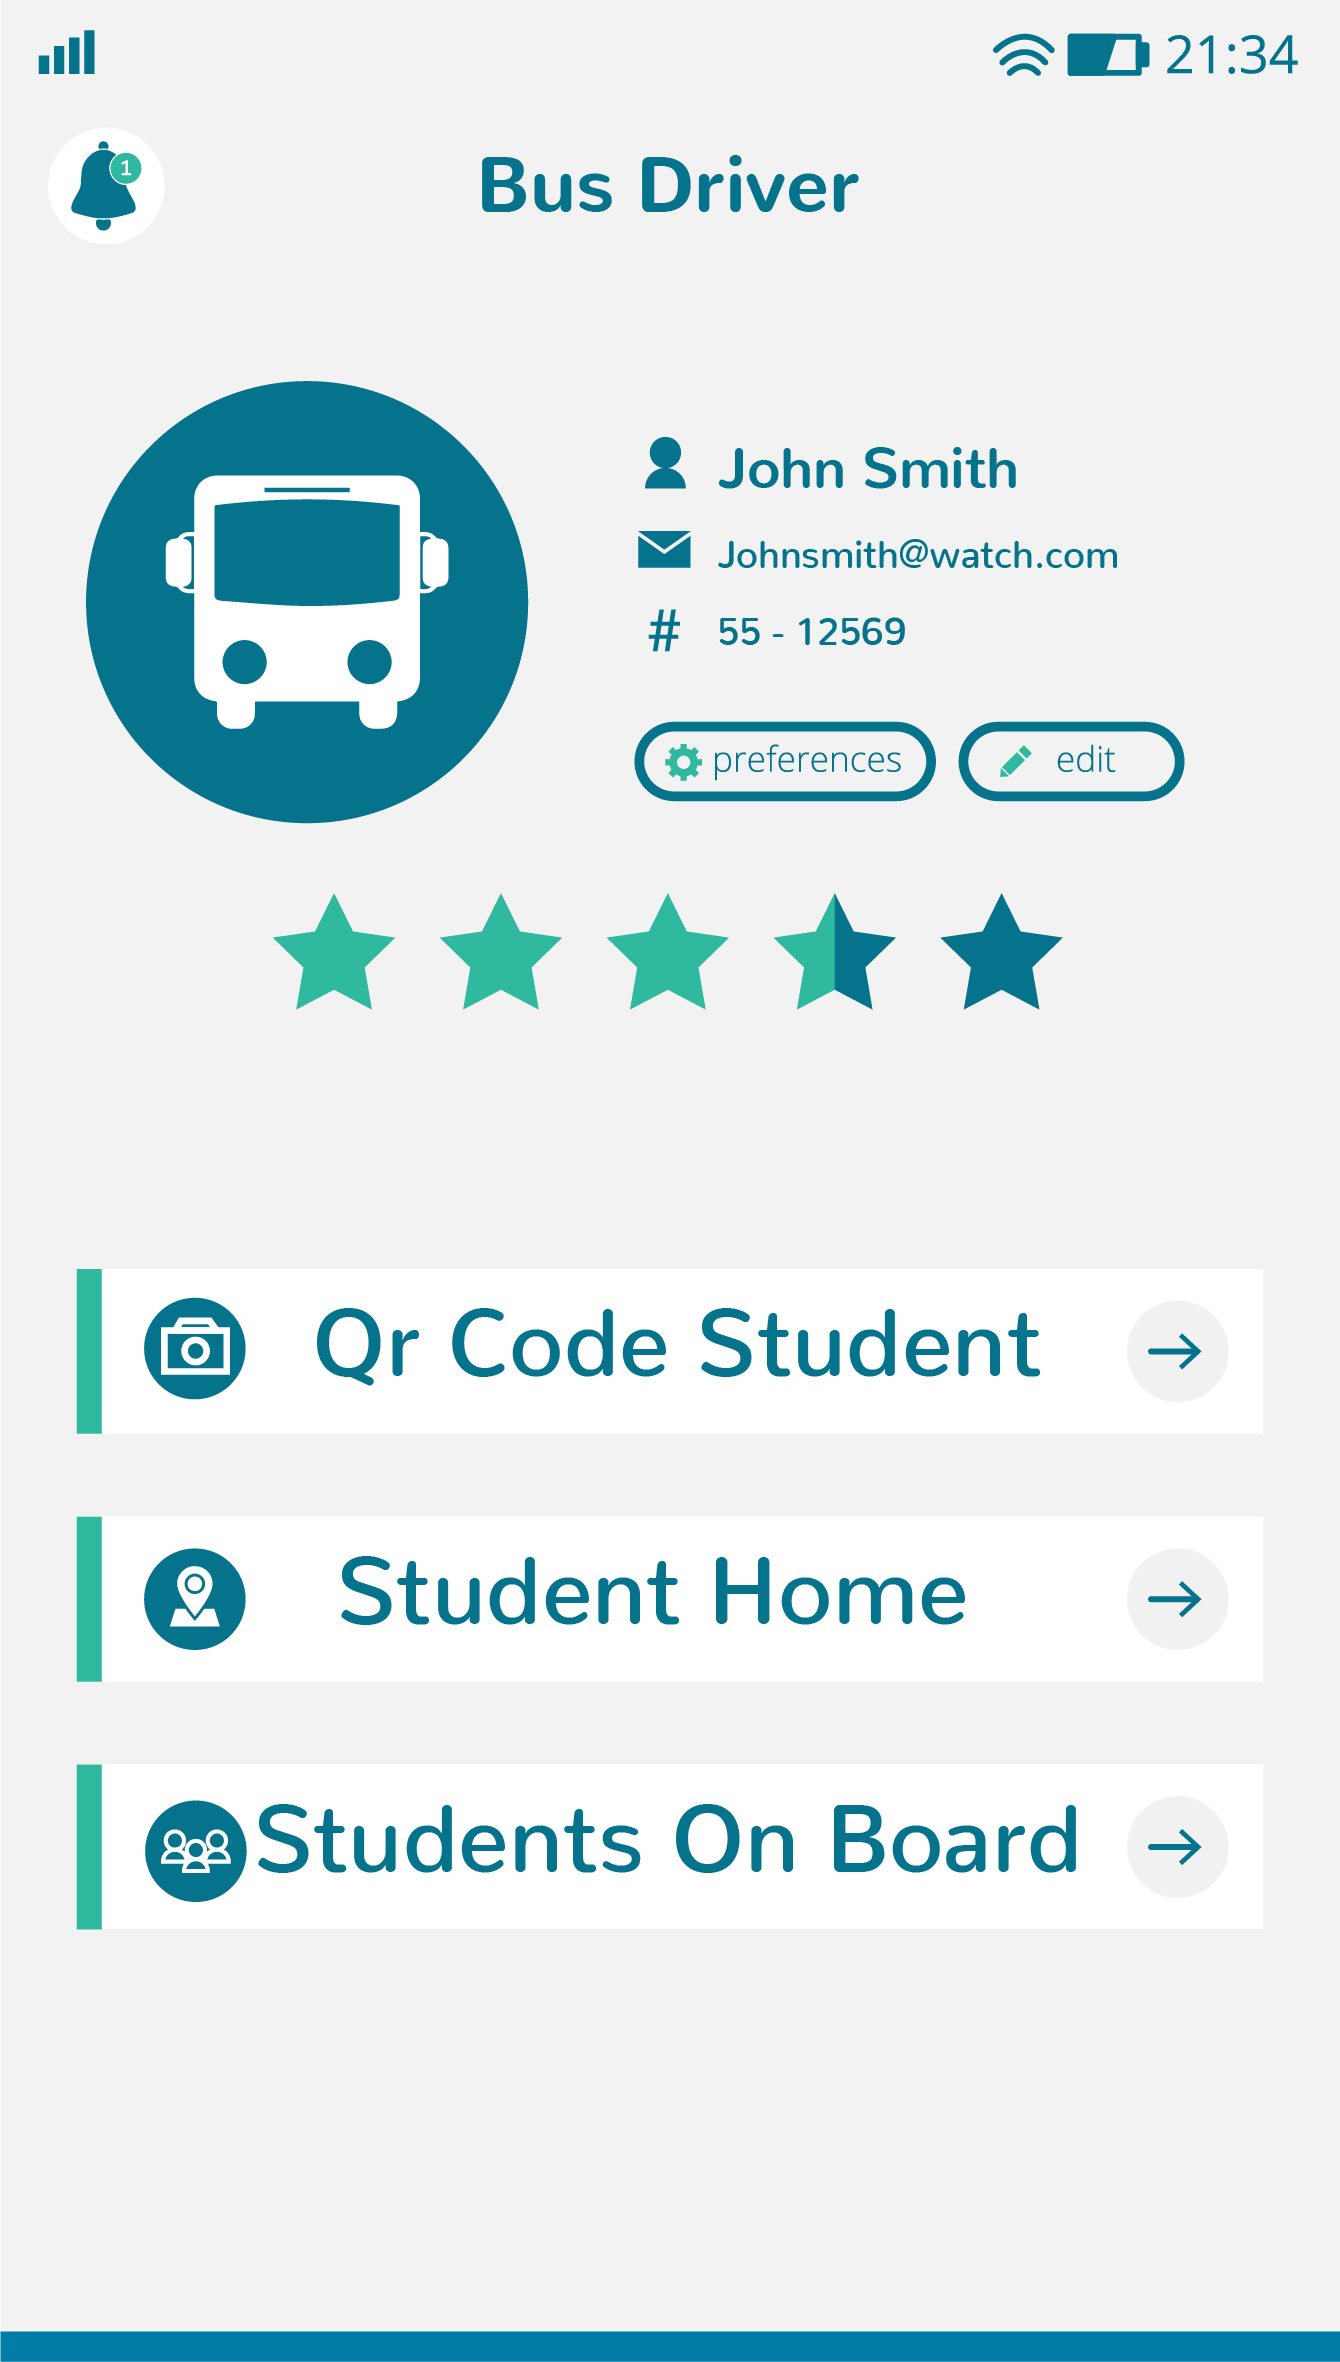 21:34
1
Bus Driver
John Smith
Johnsmith@watch.com
# 55 - 12569
preferences
edit
Qr Code Student
Student Home
Students On Board